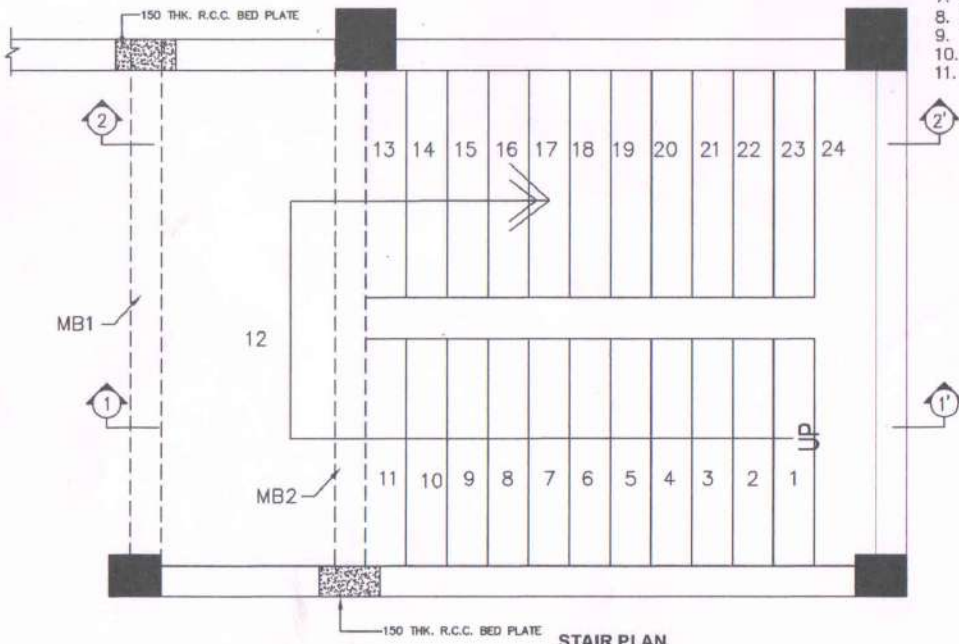 150 THK. R.C.C. BED PLATE
8.
9.
10.
11.
2
2'
13 14 15 16 17 18 19 20 21 22 23 24
MB1
12
1
1'
UP
MB2
11 10 9 8 7 6 5 4 3 2 1
150 THK. R.C.C. BED PLATE
STAIR PLAN